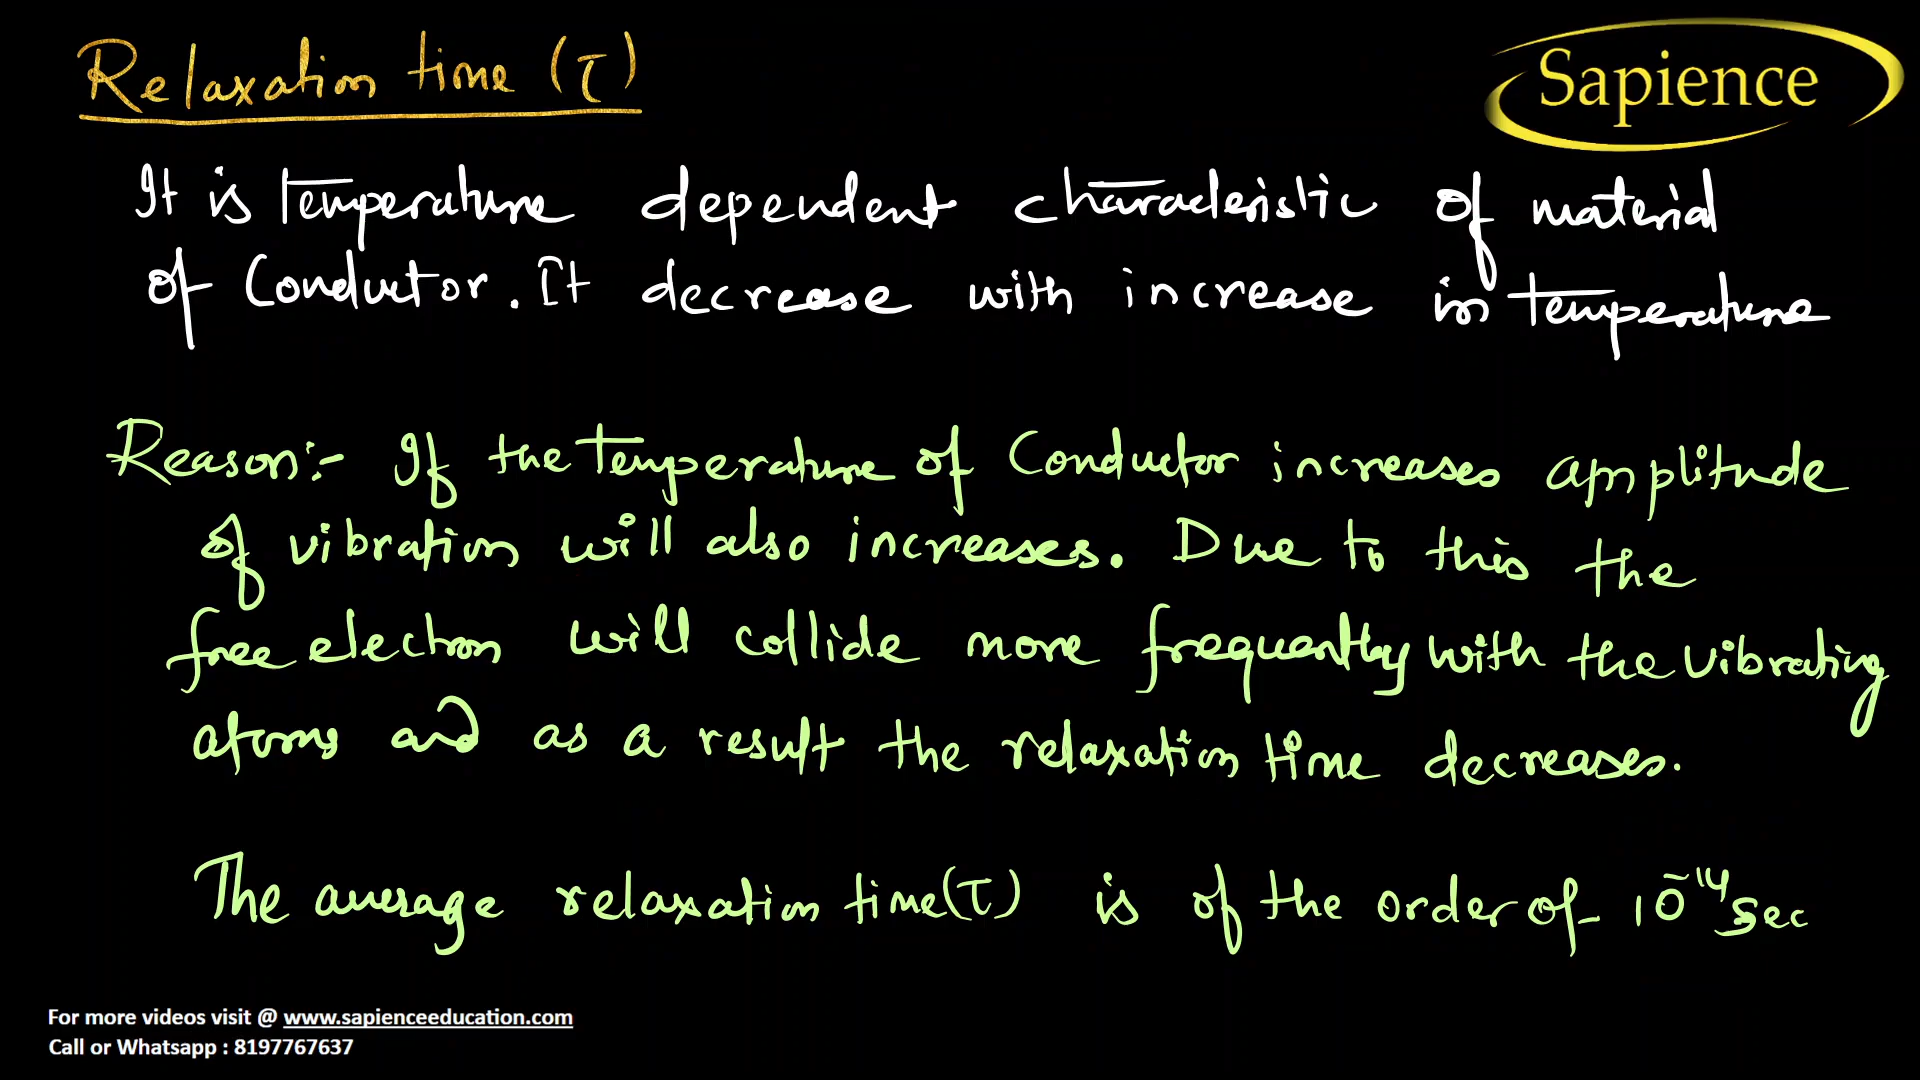 Relaxation time (τ)
Sapience
It is temperature dependent characteristic of material
of Conductor. It decrease with increase in temperature
Reason:- If the temperature of Conductor increases amplitude
of vibration will also increases. Due to this the
free electron will collide more frequently with the vibrating
atoms and as a result the relaxation time decreases.
The average relaxation time(τ) is of the order of 10⁻¹⁴ sec
For more videos visit @ www.sapienceeducation.com
Call or Whatsapp : 8197767637